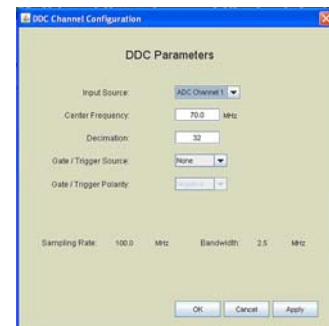 DDC Channel Configuration
DDC Parameters
Input Source: ADC Channel 1
Center Frequency: 70.0 MHz
Decimation: 32
Gate / Trigger Source: None
Gate / Trigger Polarity:
Sampling Rate: 100.0 MHz Bandwidth: 2.5 MHz
OK Cancel Apply